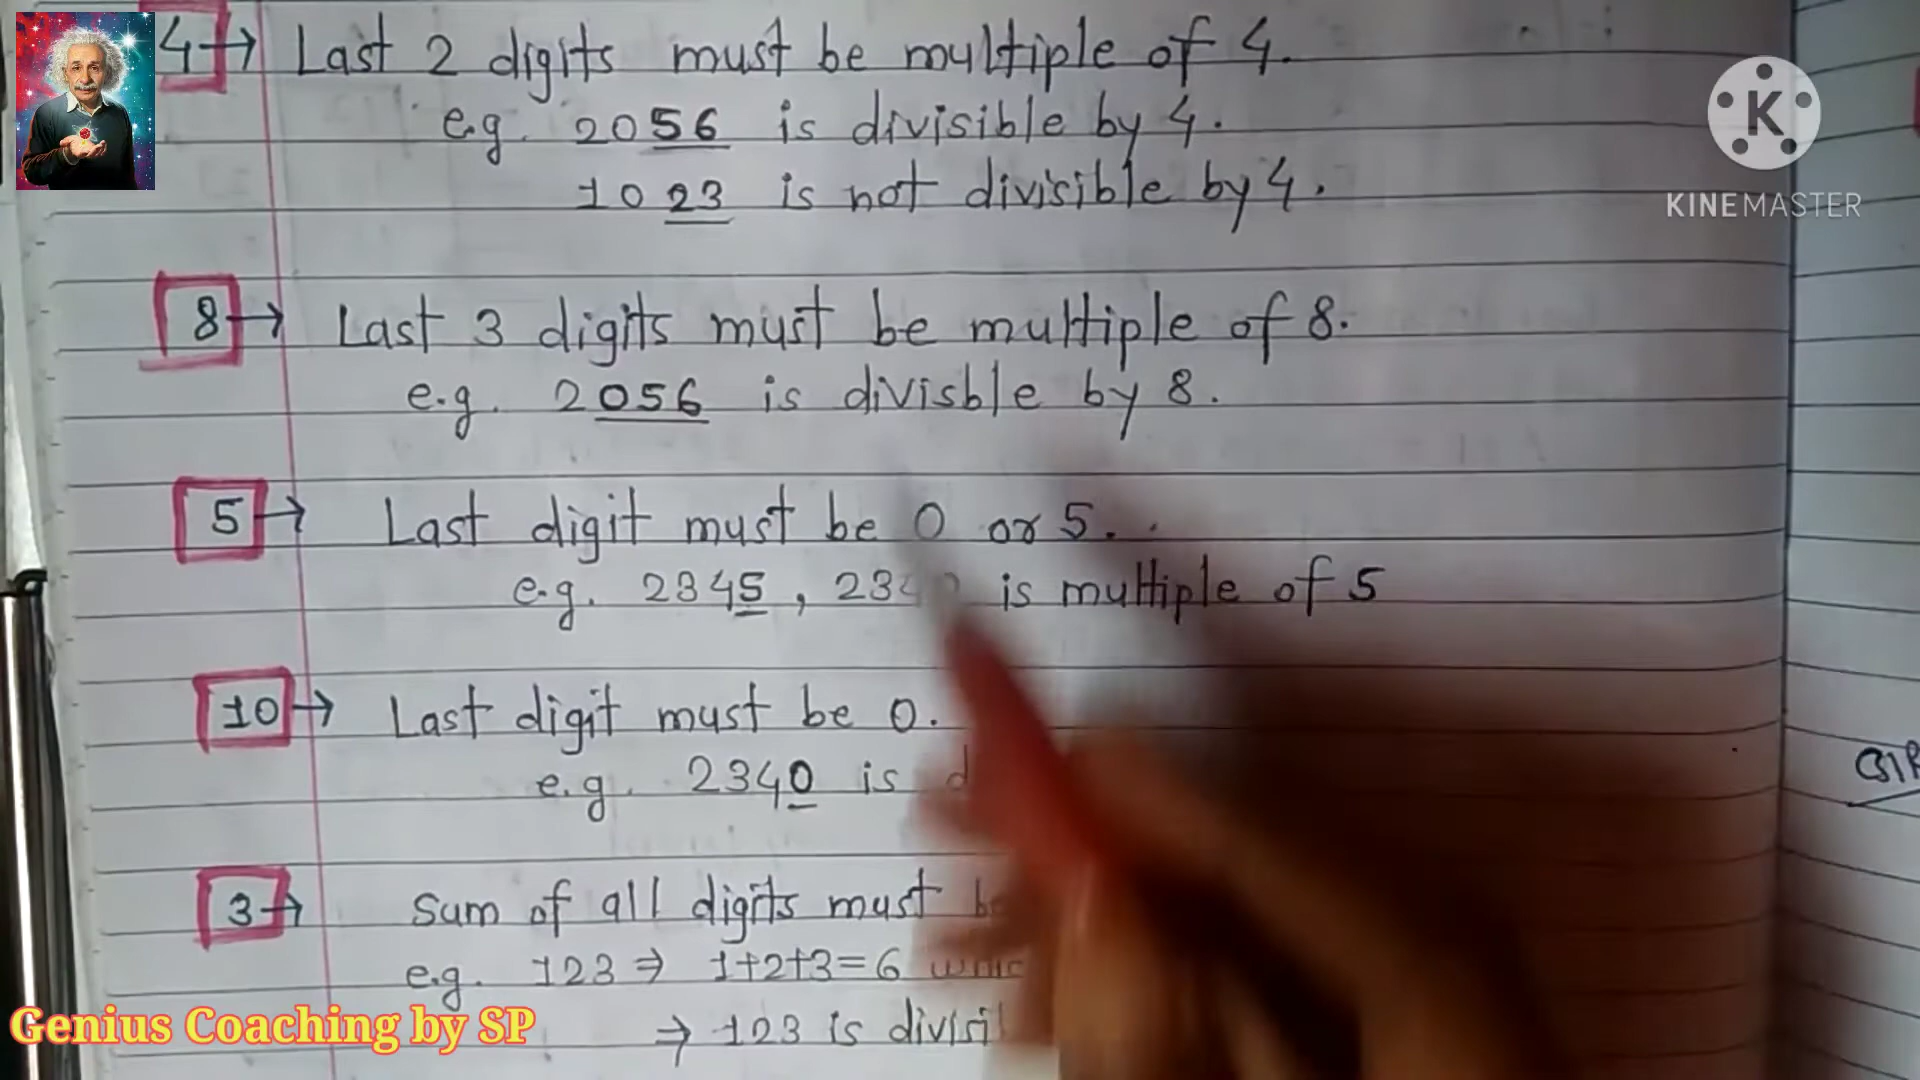 4→ Last 2 digits must be multiple of 4.
e.g. 2056 is divisible by 4.
1023 is not divisible by 4.
KINEMASTER
8→ Last 3 digits must be multiple of 8.
e.g. 2056 is divisble by 8.
5→ Last digit must be 0 or 5.
e.g. 2345, 234 is multiple of 5
10→ Last digit must be 0.
e.g. 2340 is d
3→ Sum of all digits must b
e.g. 123 ⇒ 1+2+3=6 whic
→ 123 is divisi
Genius Coaching by SP